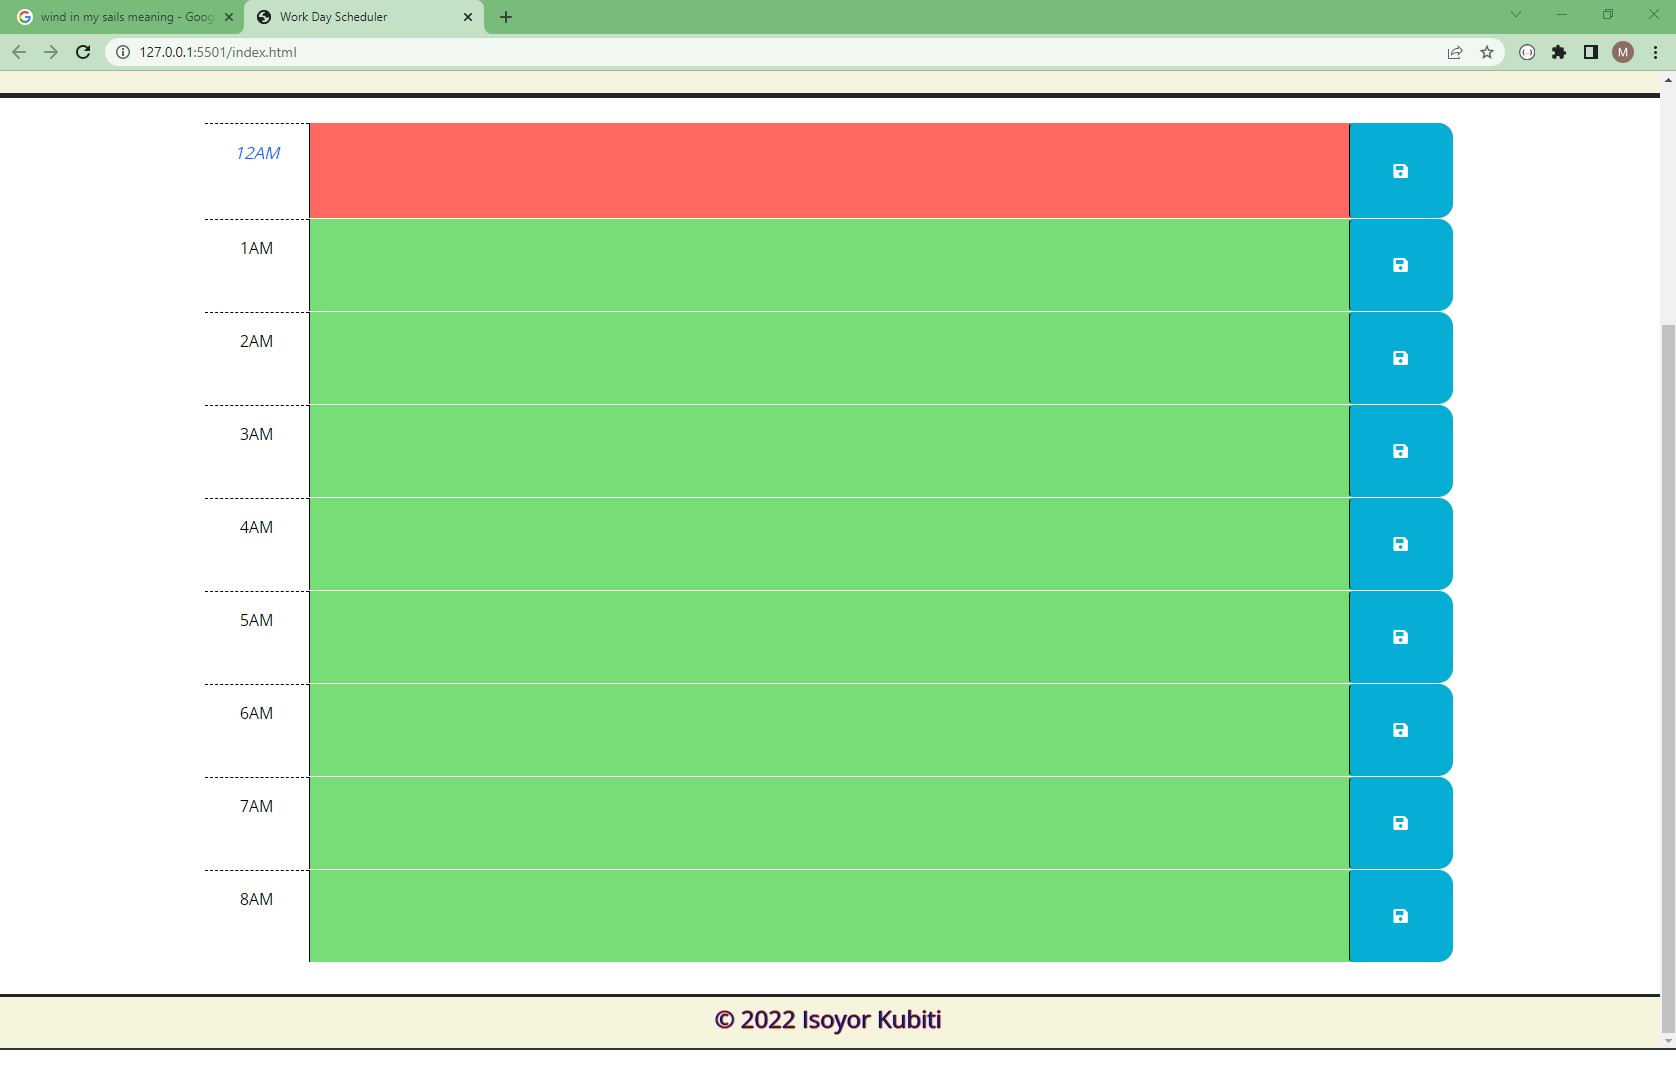 wind in my sails meaning - Goog
Work Day Scheduler
127.0.0.1:5501/index.html
M
12AM
1AM
2AM
3AM
4AM
5AM
6AM
7AM
8AM
© 2022 Isoyor Kubiti